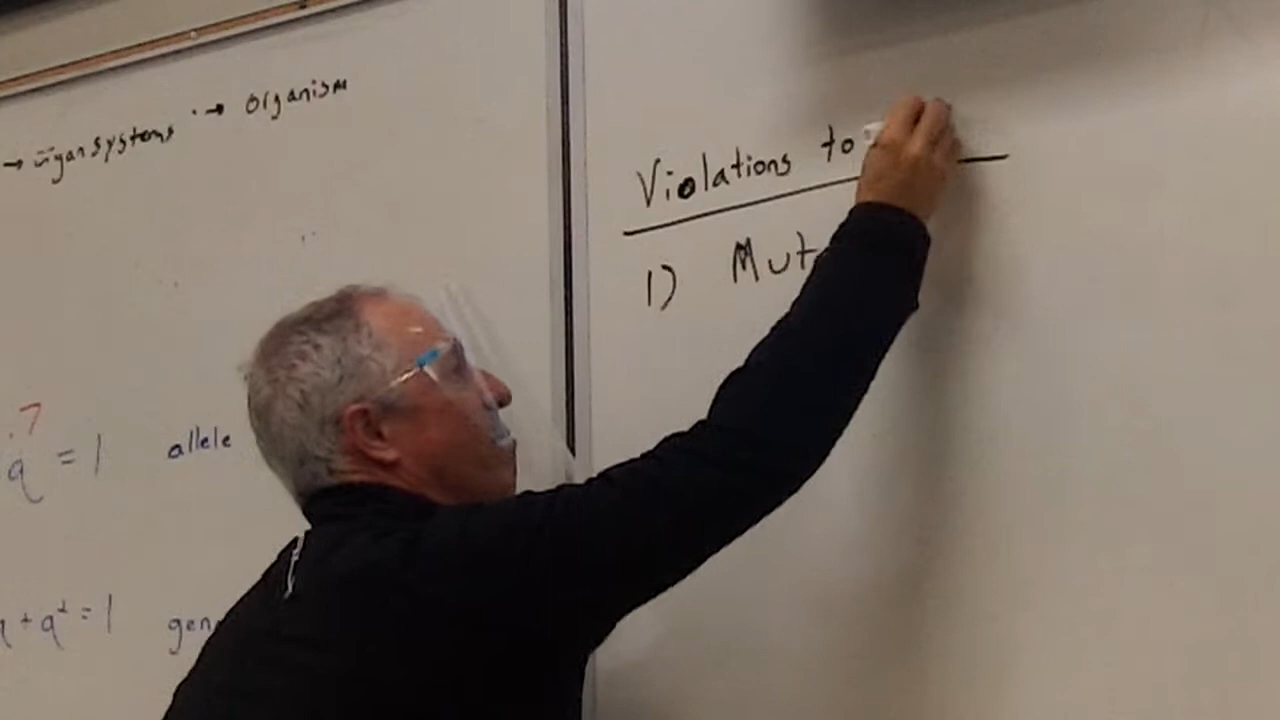 → organ systems → organism
.7
q = 1 allele
+ q² = 1
Violations to
1) Mut